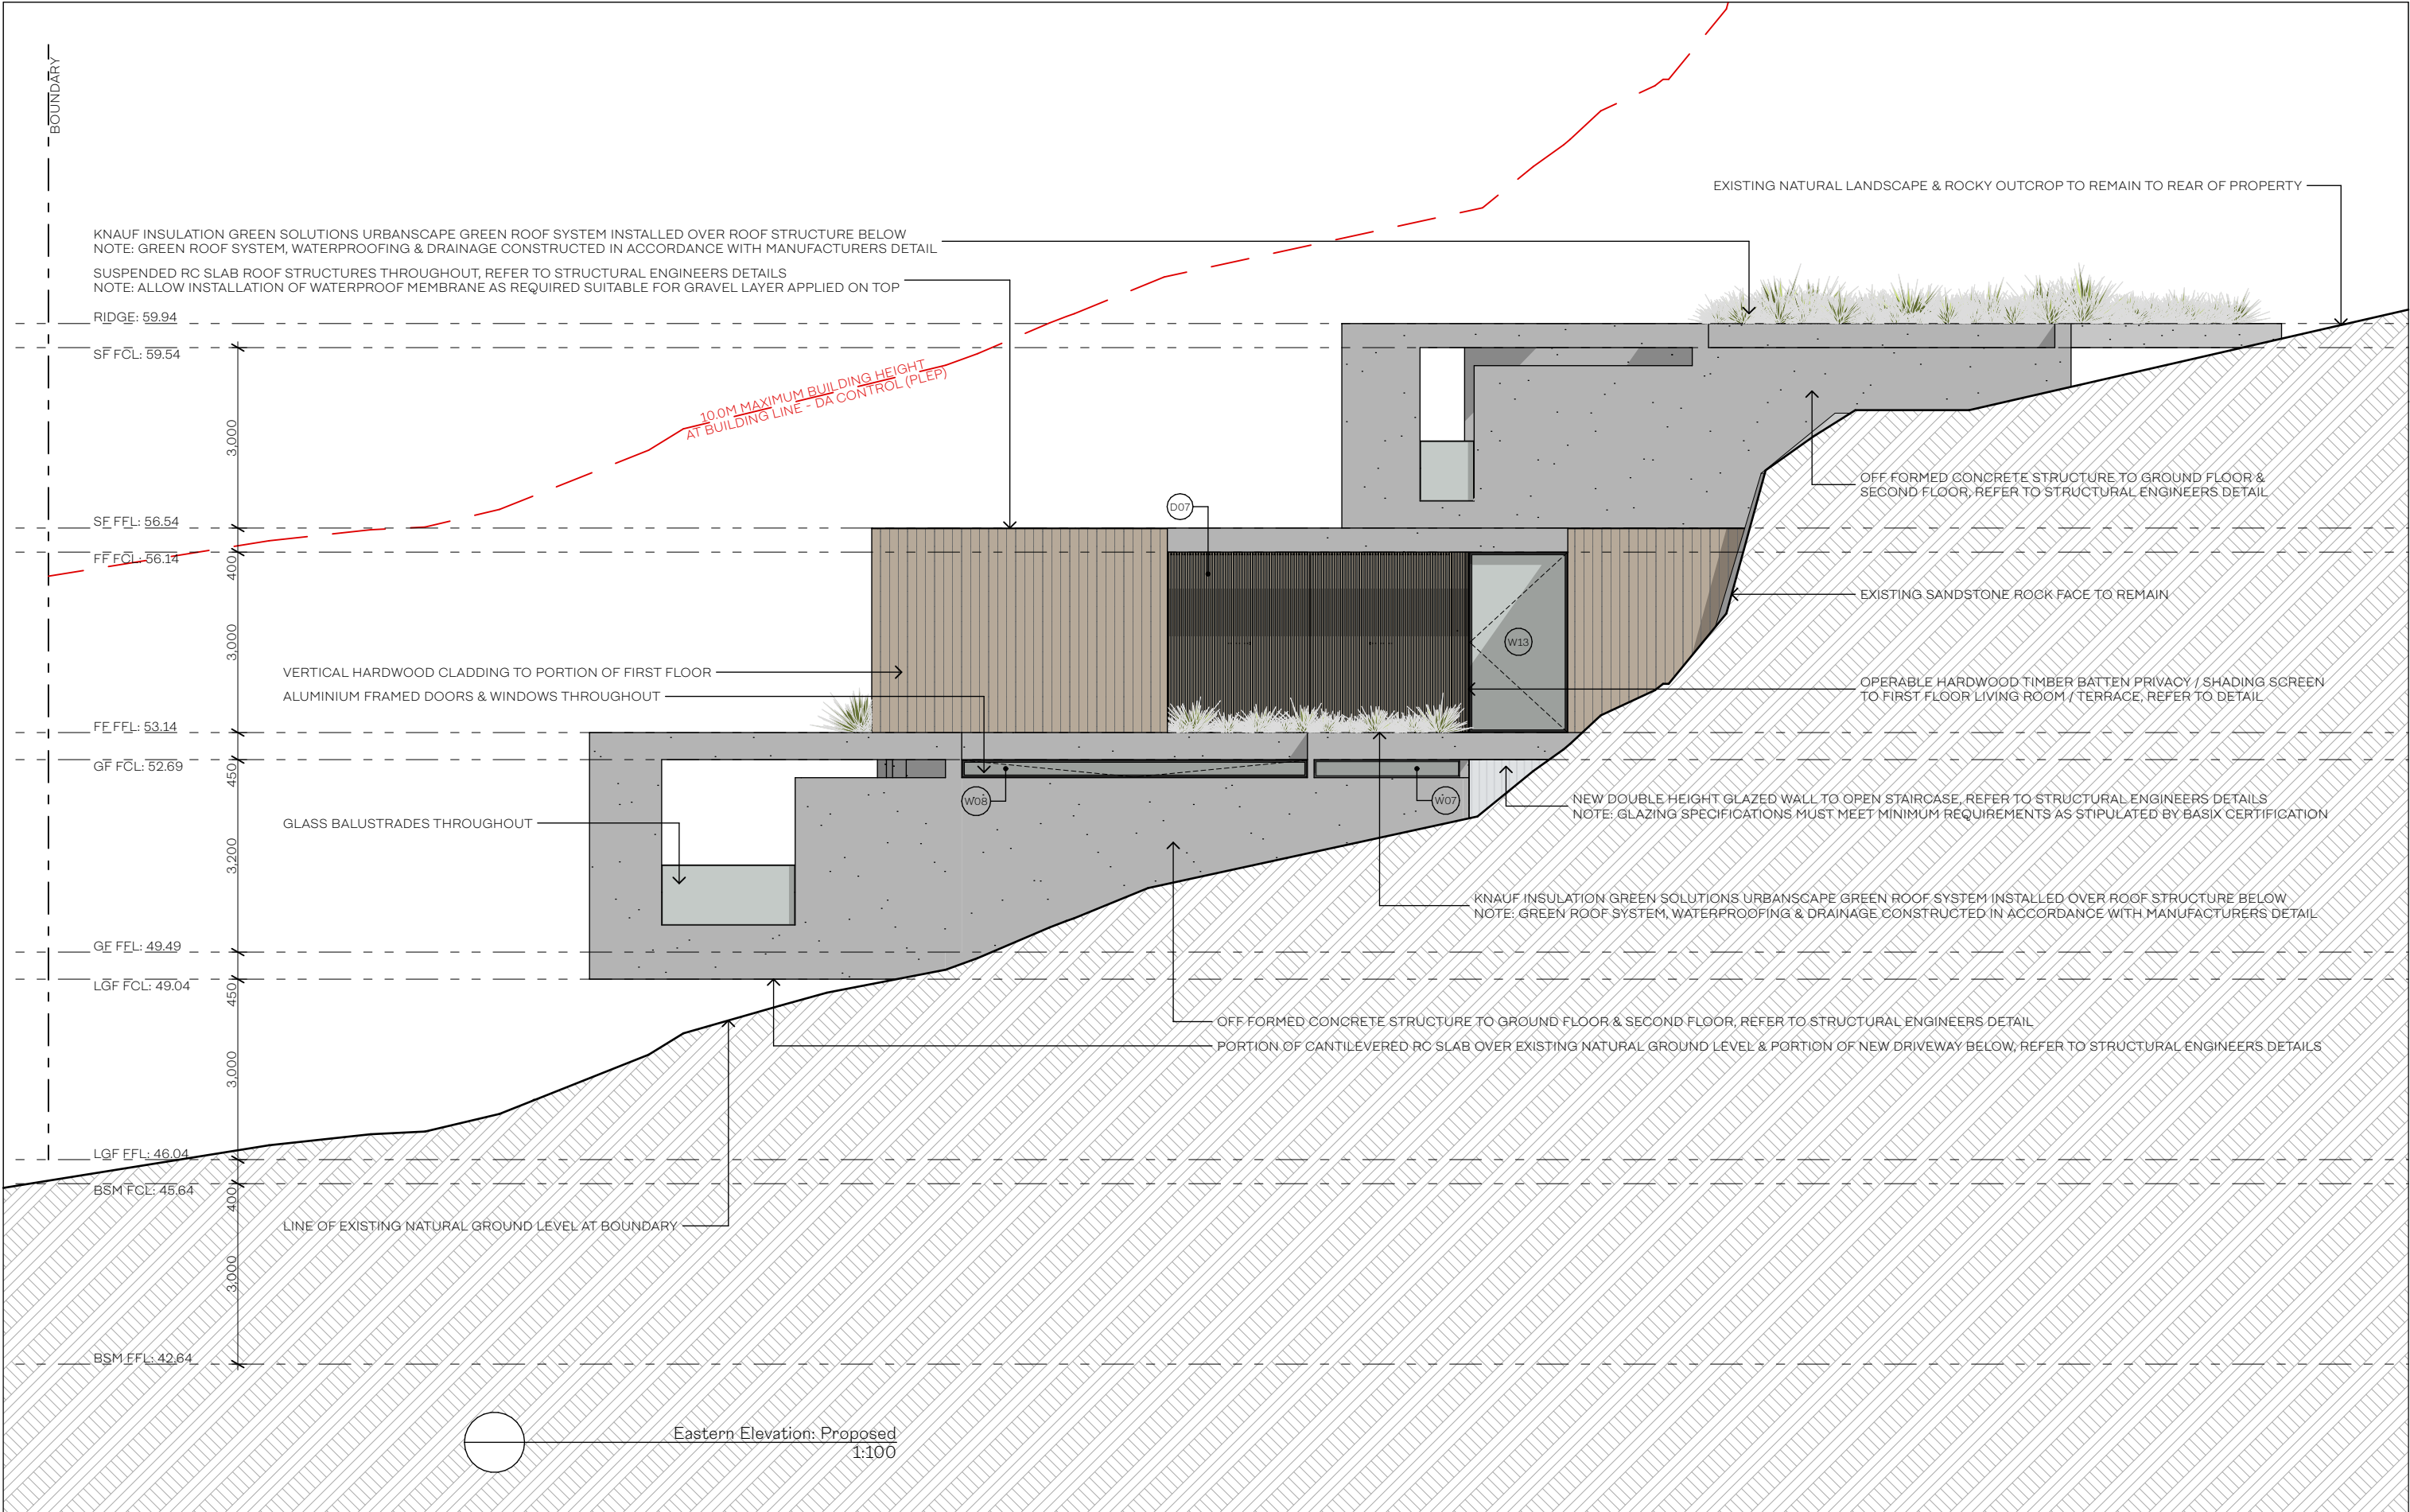 BOUNDARY
EXISTING NATURAL LANDSCAPE & ROCKY OUTCROP TO REMAIN TO REAR OF PROPERTY
KNAUF INSULATION GREEN SOLUTIONS URBANSCAPE GREEN ROOF SYSTEM INSTALLED OVER ROOF STRUCTURE BELOW
NOTE: GREEN ROOF SYSTEM, WATERPROOFING & DRAINAGE CONSTRUCTED IN ACCORDANCE WITH MANUFACTURERS DETAIL
SUSPENDED RC SLAB ROOF STRUCTURES THROUGHOUT, REFER TO STRUCTURAL ENGINEERS DETAILS
NOTE: ALLOW INSTALLATION OF WATERPROOF MEMBRANE AS REQUIRED SUITABLE FOR GRAVEL LAYER APPLIED ON TOP
RIDGE: 59.94
SF FCL: 59.54
10.0M MAXIMUM BUILDING HEIGHT
AT BUILDING LINE - DA CONTROL (PLEP)
3,000
OFF FORMED CONCRETE STRUCTURE TO GROUND FLOOR &
SECOND FLOOR, REFER TO STRUCTURAL ENGINEERS DETAIL
D07
SF FFL: 56.54
FF FCL: 56.14
400
EXISTING SANDSTONE ROCK FACE TO REMAIN
3,000
W13
VERTICAL HARDWOOD CLADDING TO PORTION OF FIRST FLOOR
OPERABLE HARDWOOD TIMBER BATTEN PRIVACY / SHADING SCREEN
TO FIRST FLOOR LIVING ROOM / TERRACE, REFER TO DETAIL
ALUMINIUM FRAMED DOORS & WINDOWS THROUGHOUT
FF FFL: 53.14
GF FCL: 52.69
450
W08
W07
NEW DOUBLE HEIGHT GLAZED WALL TO OPEN STAIRCASE, REFER TO STRUCTURAL ENGINEERS DETAILS
NOTE: GLAZING SPECIFICATIONS MUST MEET MINIMUM REQUIREMENTS AS STIPULATED BY BASIX CERTIFICATION
GLASS BALUSTRADES THROUGHOUT
3,200
KNAUF INSULATION GREEN SOLUTIONS URBANSCAPE GREEN ROOF SYSTEM INSTALLED OVER ROOF STRUCTURE BELOW
NOTE: GREEN ROOF SYSTEM, WATERPROOFING & DRAINAGE CONSTRUCTED IN ACCORDANCE WITH MANUFACTURERS DETAIL
GF FFL: 49.49
LGF FCL: 49.04
450
OFF FORMED CONCRETE STRUCTURE TO GROUND FLOOR & SECOND FLOOR, REFER TO STRUCTURAL ENGINEERS DETAIL
PORTION OF CANTILEVERED RC SLAB OVER EXISTING NATURAL GROUND LEVEL & PORTION OF NEW DRIVEWAY BELOW, REFER TO STRUCTURAL ENGINEERS DETAILS
3,000
LGF FFL: 46.04
BSM FCL: 45.64
400
LINE OF EXISTING NATURAL GROUND LEVEL AT BOUNDARY
3,000
BSM FFL: 42.64
Eastern Elevation: Proposed
1:100